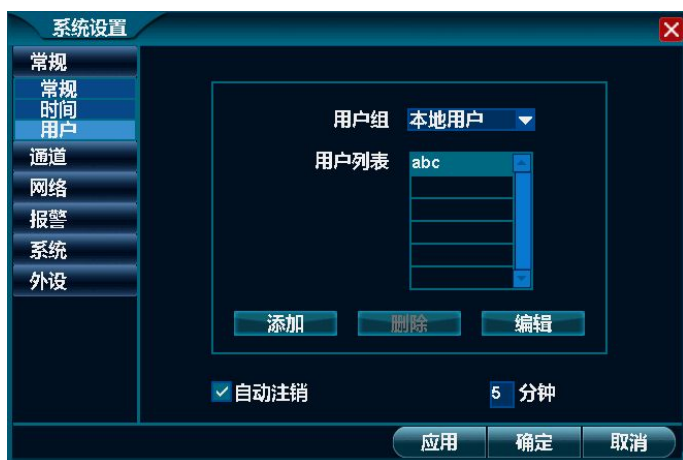 系统设置
常规
常规
时间
用户
通道
网络
报警
系统
外设
用户组 本地用户
用户列表 abc
添加 删除 编辑
自动注销 5 分钟
应用 确定 取消